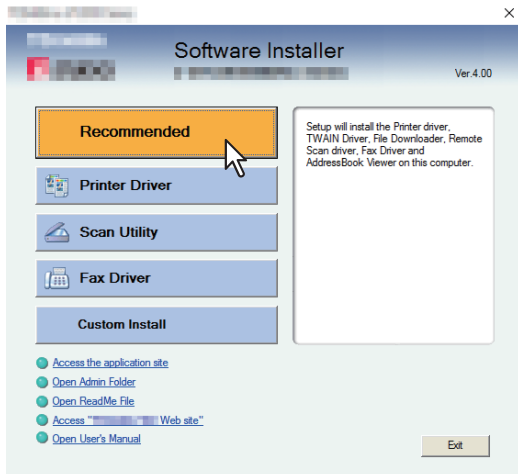 Software Installer
Ver.4.00
Recommended
Printer Driver
Scan Utility
Fax Driver
Custom Install
Setup will install the Printer driver,
TWAIN Driver, File Downloader, Remote
Scan driver, Fax Driver and
AddressBook Viewer on this computer.
Access the application site
Open Admin Folder
Open ReadMe File
Access " Web site"
Open User's Manual
Exit